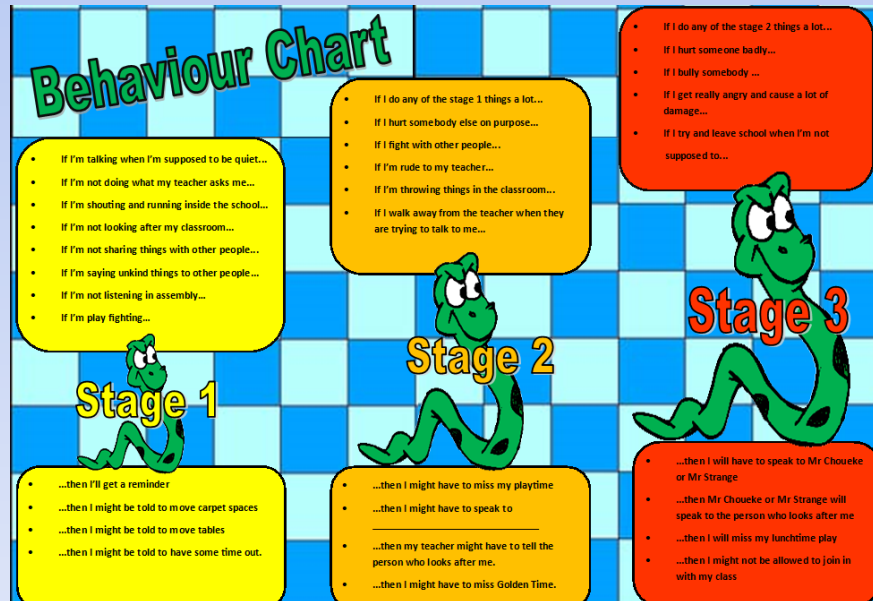 Behaviour Chart
• If I'm talking when I'm supposed to be quiet...
• If I'm not doing what my teacher asks me...
• If I'm shouting and running inside the school...
• If I'm not looking after my classroom...
• If I'm not sharing things with other people...
• If I'm saying unkind things to other people...
• If I'm not listening in assembly...
• If I'm play fighting...
Stage 1
• ...then I'll get a reminder
• ...then I might be told to move carpet spaces
• ...then I might be told to move tables
• ...then I might be told to have some time out.
• If I do any of the stage 1 things a lot...
• If I hurt somebody else on purpose...
• If I fight with other people...
• If I'm rude to my teacher...
• If I'm throwing things in the classroom...
• If I walk away from the teacher when they
are trying to talk to me...
Stage 2
• ...then I might have to miss my playtime
• ...then I might have to speak to
______________________________
• ...then my teacher might have to tell the
person who looks after me.
• ...then I might have to miss Golden Time.
• If I do any of the stage 2 things a lot...
• If I hurt someone badly...
• If I bully somebody ...
• If I get really angry and cause a lot of
damage...
• If I try and leave school when I'm not
supposed to...
Stage 3
• ...then I will have to speak to Mr Choueke
or Mr Strange
• ...then Mr Choueke or Mr Strange will
speak to the person who looks after me
• ...then I will miss my lunchtime play
• ...then I might not be allowed to join in
with my class